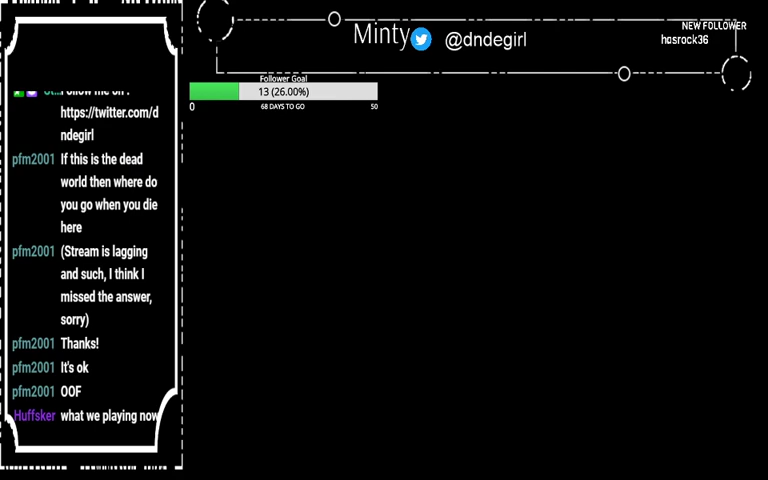 Minty @dndegirl
NEW FOLLOWER
hasrock36
Follower Goal
13 (26.00%)
0 68 DAYS TO GO 50
Follow me on :
https://twitter.com/d
ndegirl
pfm2001 If this is the dead
world then where do
you go when you die
here
pfm2001 (Stream is lagging
and such, I think I
missed the answer,
sorry)
pfm2001 Thanks!
pfm2001 It's ok
pfm2001 OOF
Huffsker what we playing now